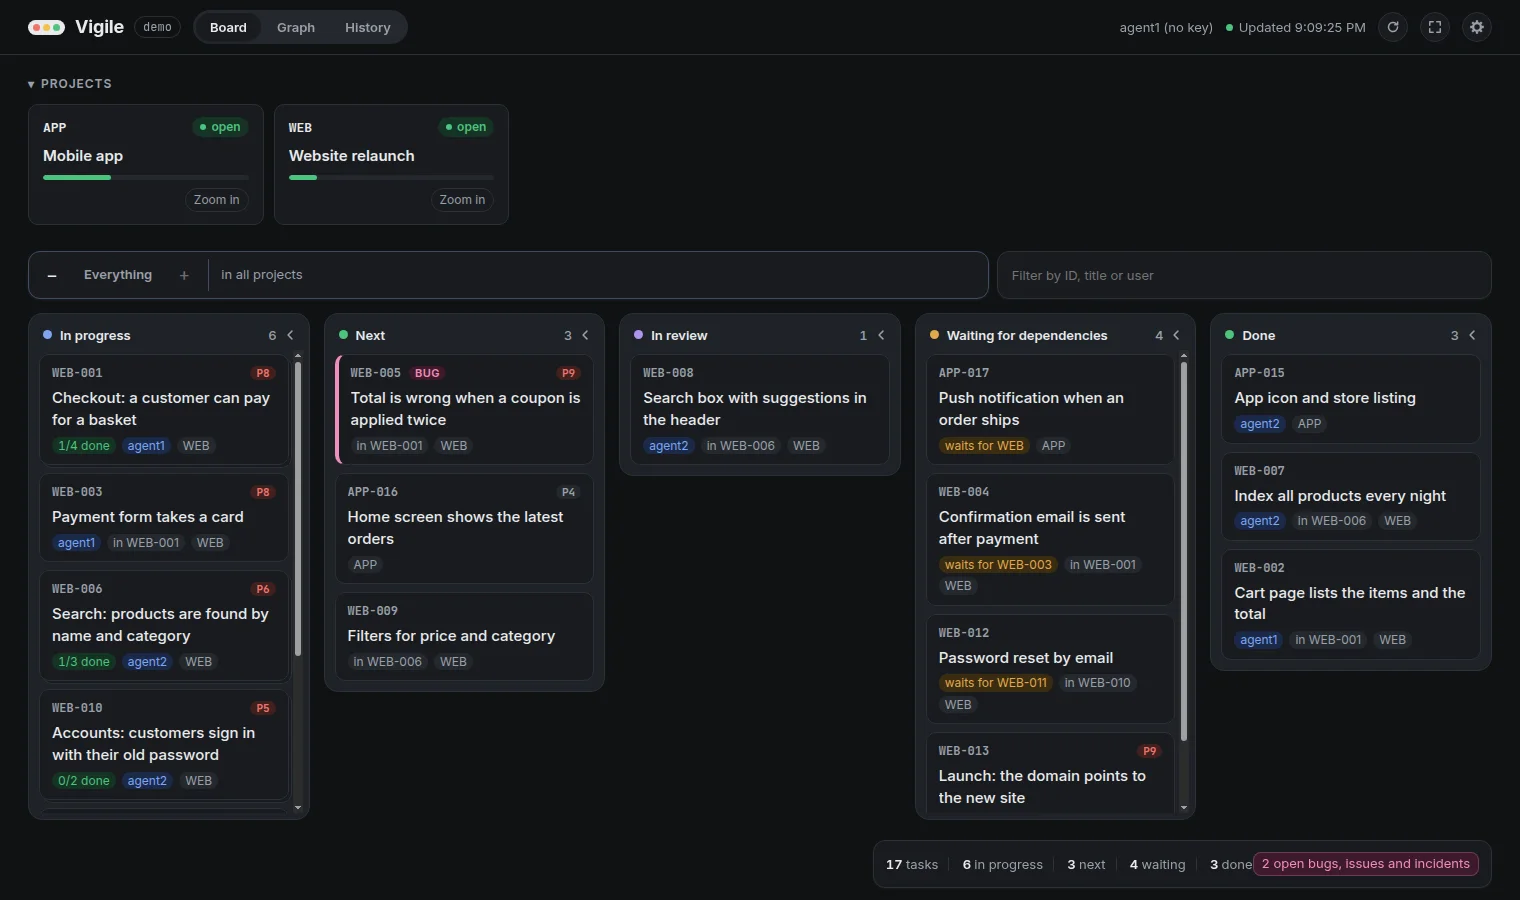 Vigile demo Board Graph History agent1 (no key) Updated 9:09:25 PM
▾ PROJECTS
APP open
Mobile app
Zoom in
WEB open
Website relaunch
Zoom in
− Everything + in all projects Filter by ID, title or user
In progress 6
WEB-001 P8
Checkout: a customer can pay
for a basket
1/4 done agent1 WEB
WEB-003 P8
Payment form takes a card
agent1 in WEB-001 WEB
WEB-006 P6
Search: products are found by
name and category
1/3 done agent2 WEB
WEB-010 P5
Accounts: customers sign in
with their old password
0/2 done agent2 WEB
Next 3
WEB-005 BUG P9
Total is wrong when a coupon is
applied twice
in WEB-001 WEB
APP-016 P4
Home screen shows the latest
orders
APP
WEB-009
Filters for price and category
in WEB-006 WEB
In review 1
WEB-008
Search box with suggestions in
the header
agent2 in WEB-006 WEB
Waiting for dependencies 4
APP-017
Push notification when an
order ships
waits for WEB APP
WEB-004
Confirmation email is sent
after payment
waits for WEB-003 in WEB-001
WEB
WEB-012
Password reset by email
waits for WEB-011 in WEB-010
WEB
WEB-013 P9
Launch: the domain points to
the new site
Done 3
APP-015
App icon and store listing
agent2 APP
WEB-007
Index all products every night
agent2 in WEB-006 WEB
WEB-002
Cart page lists the items and the
total
agent1 in WEB-001 WEB
17 tasks 6 in progress 3 next 4 waiting 3 done 2 open bugs, issues and incidents